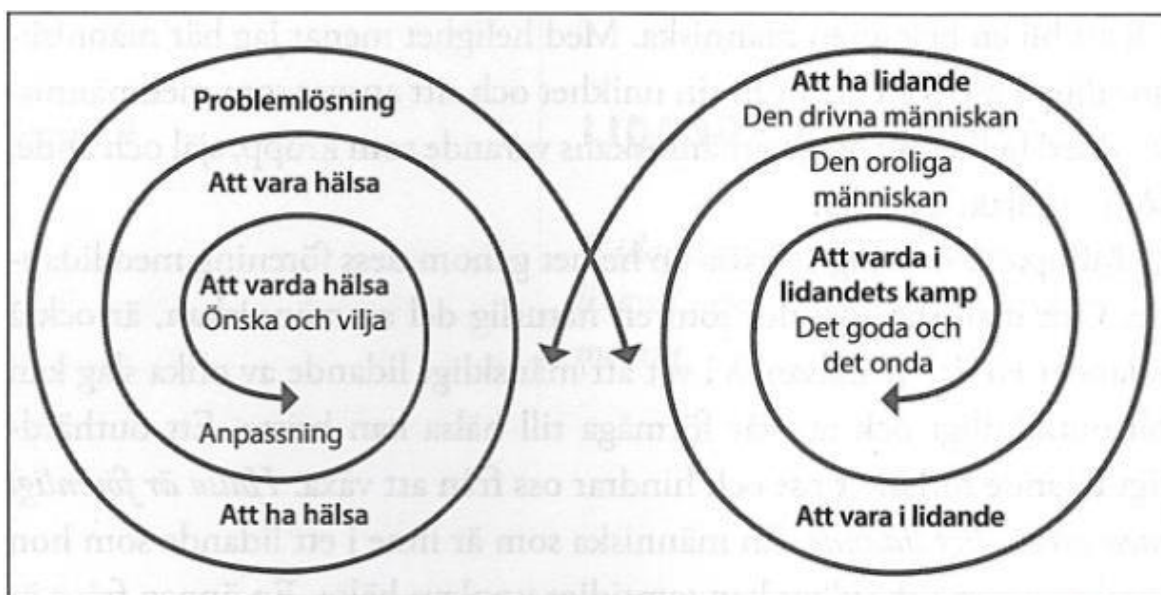 Problemlösning
Att vara hälsa
Att varda hälsa
Önska och vilja
Anpassning
Att ha hälsa
Att ha lidande
Den drivna människan
Den oroliga
människan
Att varda i
lidandets kamp
Det goda och
det onda
Att vara i lidande